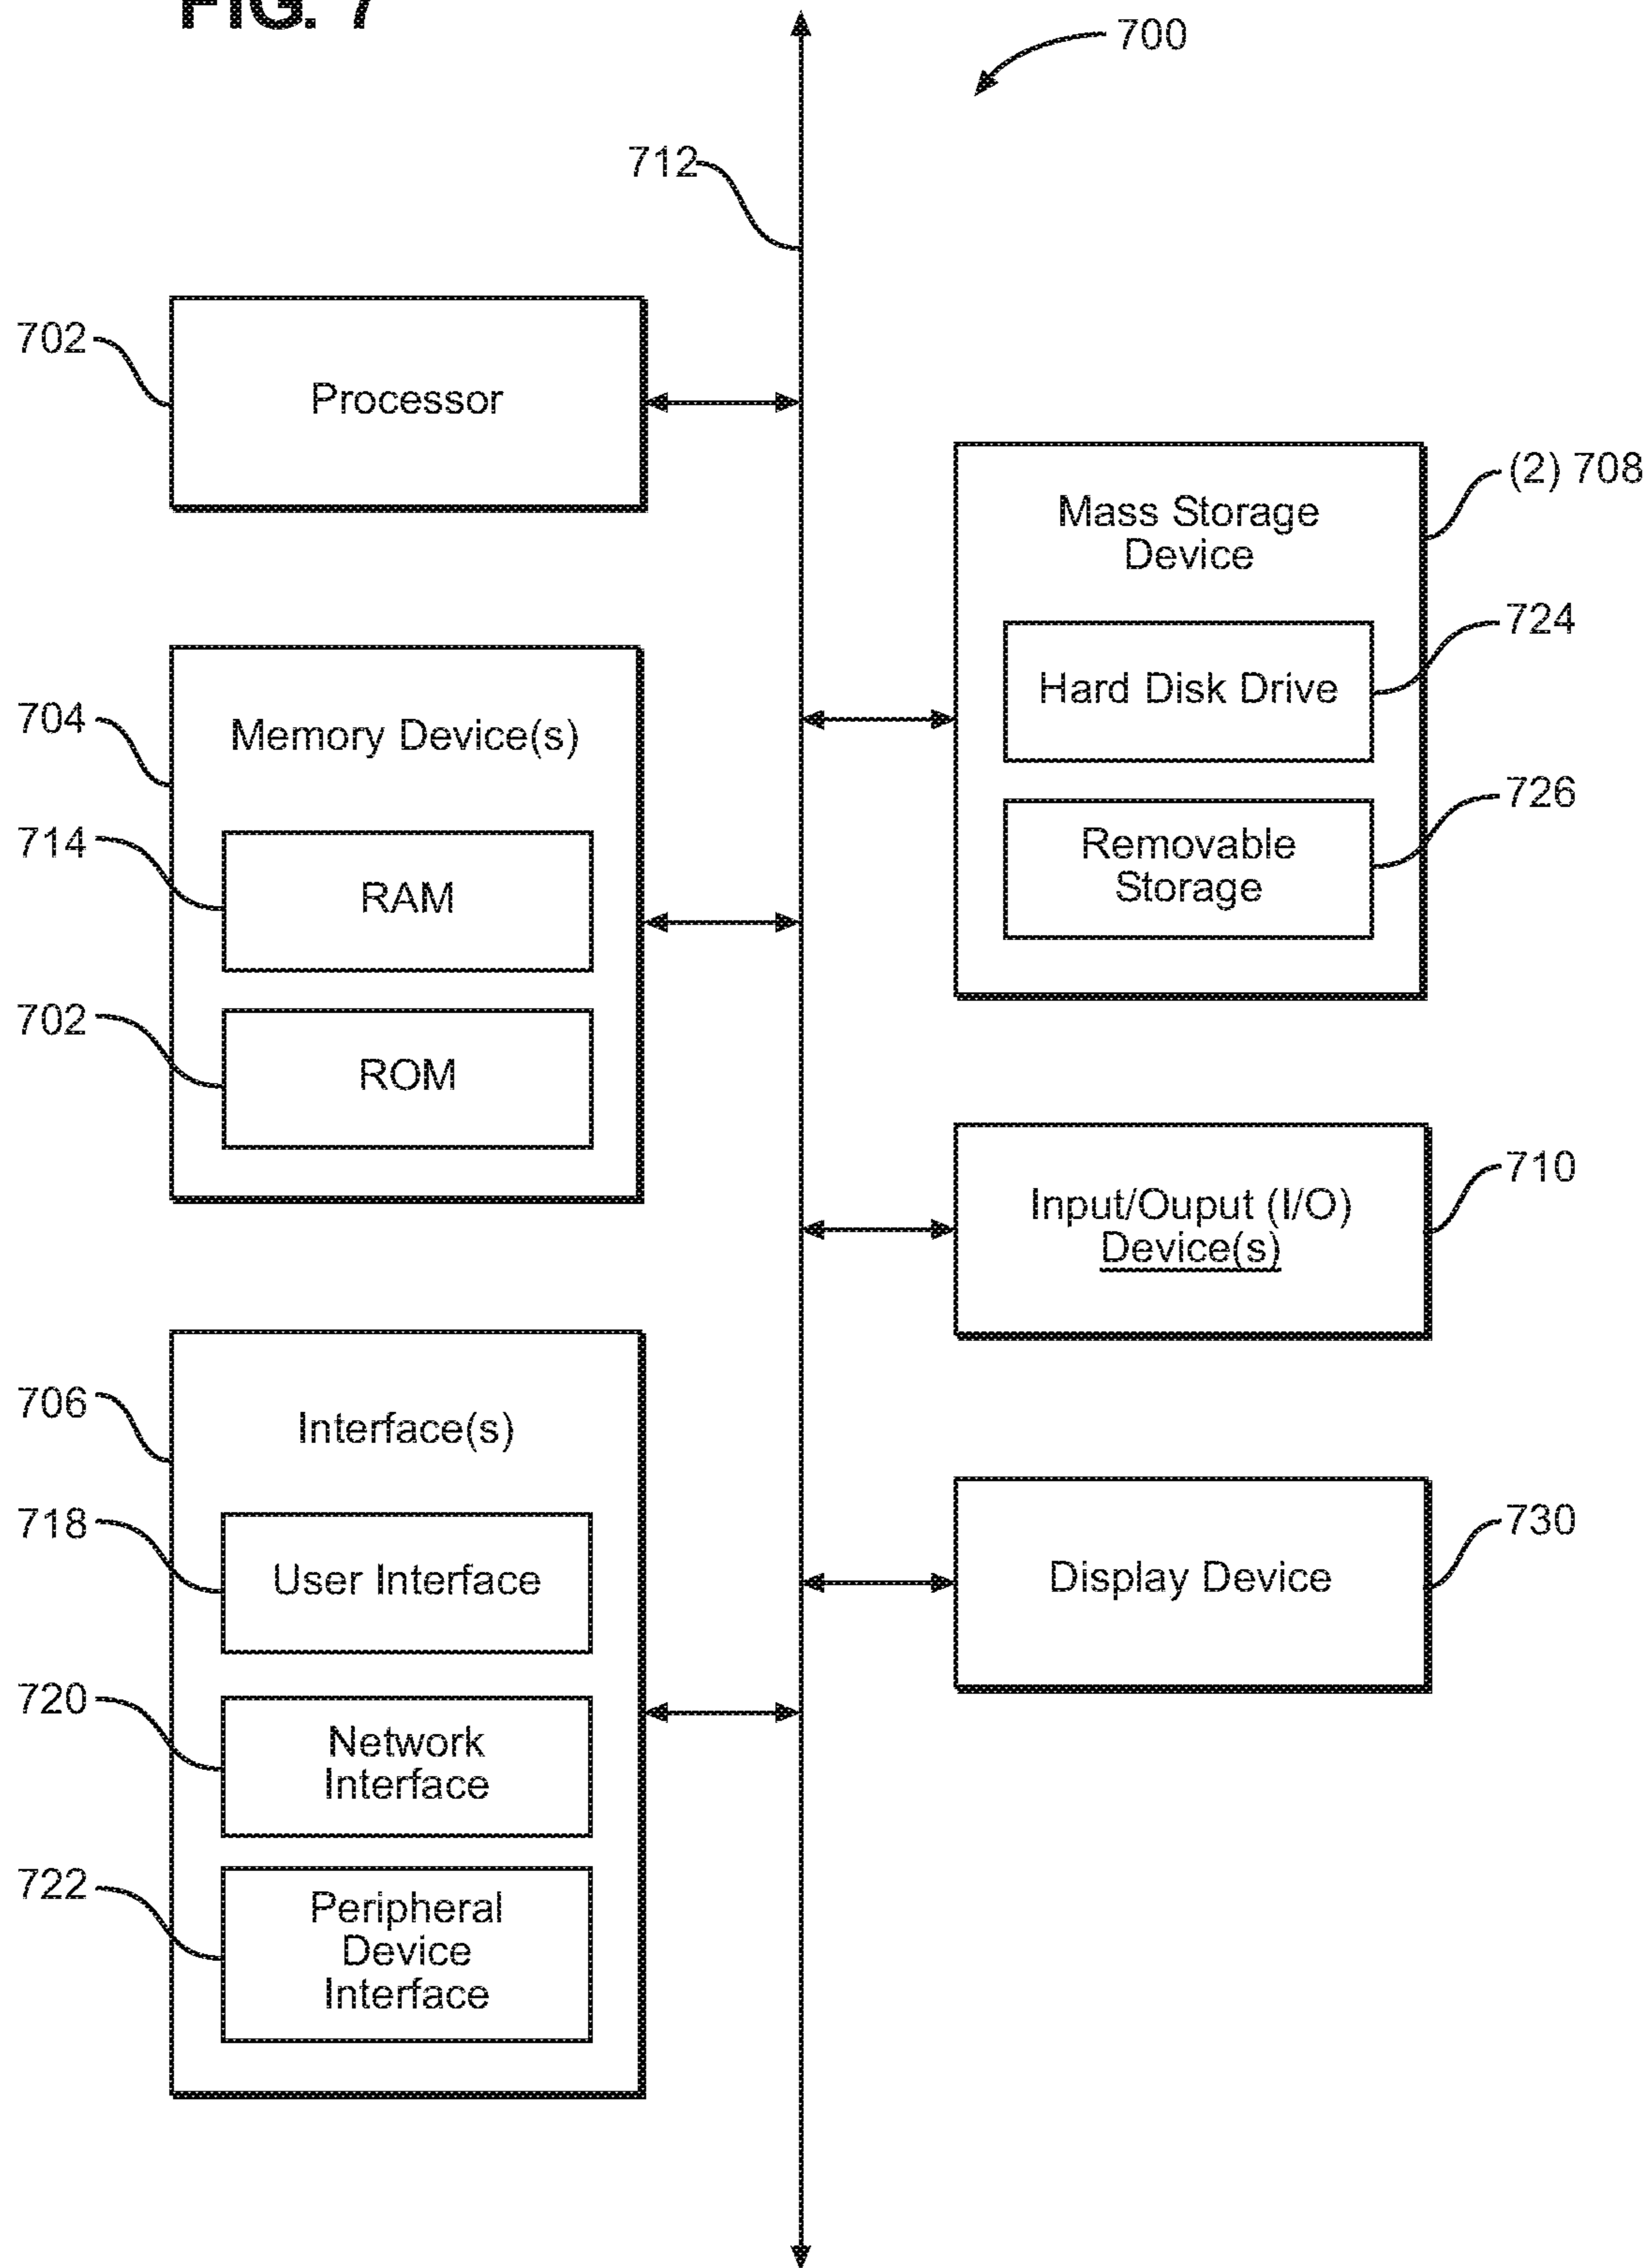 FIG. 7
700
712
702
Processor
(2) 708
Mass Storage
Device
724
Hard Disk Drive
726
Removable
Storage
704
Memory Device(s)
714
RAM
702
ROM
710
Input/Ouput (I/O)
Device(s)
706
Interface(s)
718
User Interface
730
Display Device
720
Network
Interface
722
Peripheral
Device
Interface